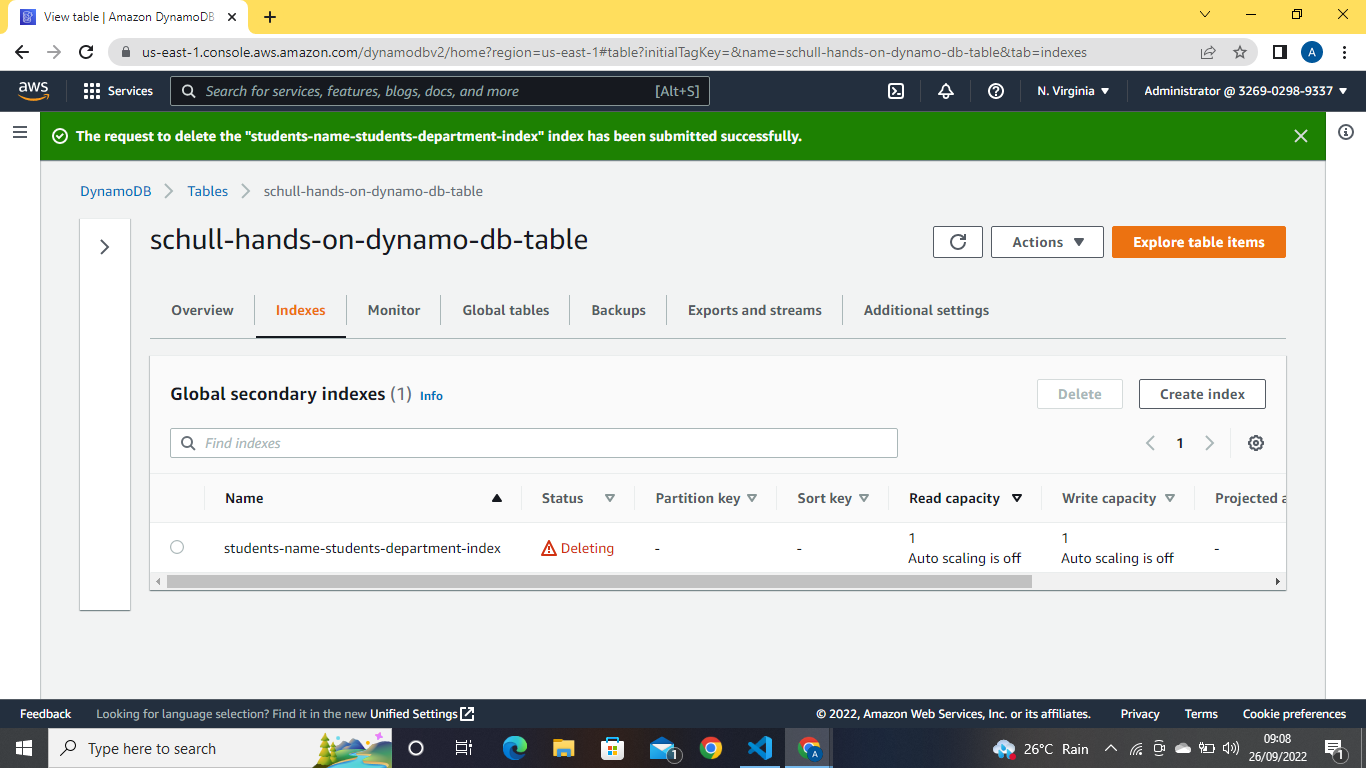 View table | Amazon DynamoDB
us-east-1.console.aws.amazon.com/dynamodbv2/home?region=us-east-1#table?initialTagKey=&name=schull-hands-on-dynamo-db-table&tab=indexes
A
aws Services Search for services, features, blogs, docs, and more [Alt+S] N. Virginia Administrator @ 3269-0298-9337
The request to delete the "students-name-students-department-index" index has been submitted successfully.
DynamoDB Tables schull-hands-on-dynamo-db-table
schull-hands-on-dynamo-db-table
Actions Explore table items
Overview Indexes Monitor Global tables Backups Exports and streams Additional settings
Global secondary indexes (1) Info
Delete Create index
Find indexes
1
Name Status Partition key Sort key Read capacity Write capacity Projected a
students-name-students-department-index Deleting - - 1 1 -
Auto scaling is off Auto scaling is off
Feedback Looking for language selection? Find it in the new Unified Settings © 2022, Amazon Web Services, Inc. or its affiliates. Privacy Terms Cookie preferences
Type here to search 1 A 26°C Rain 09:08 1
26/09/2022